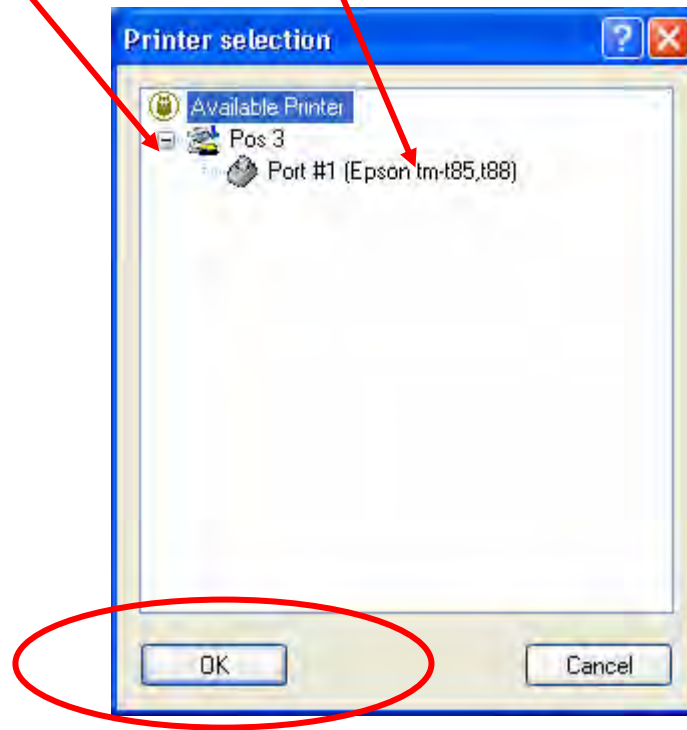 Printer selection
Available Printer
Pos 3
Port #1 (Epson tm-t85,t88)
OK
Cancel